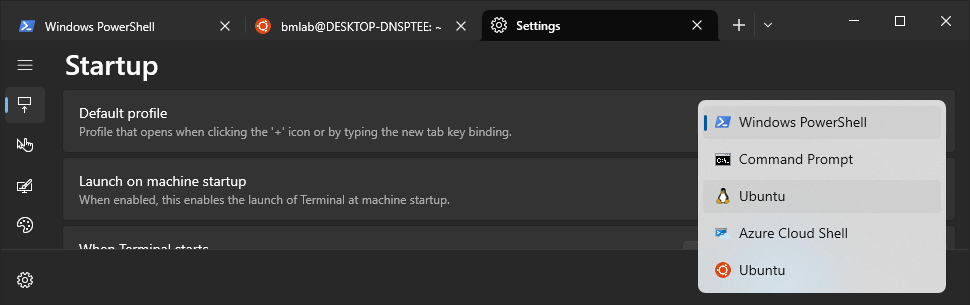 Windows PowerShell
bmlab@DESKTOP-DNSPTEE: ~
Settings
Startup
Default profile
Profile that opens when clicking the '+' icon or by typing the new tab key binding.
Launch on machine startup
When enabled, this enables the launch of Terminal at machine startup.
When Terminal starts
Windows PowerShell
Command Prompt
Ubuntu
Azure Cloud Shell
Ubuntu